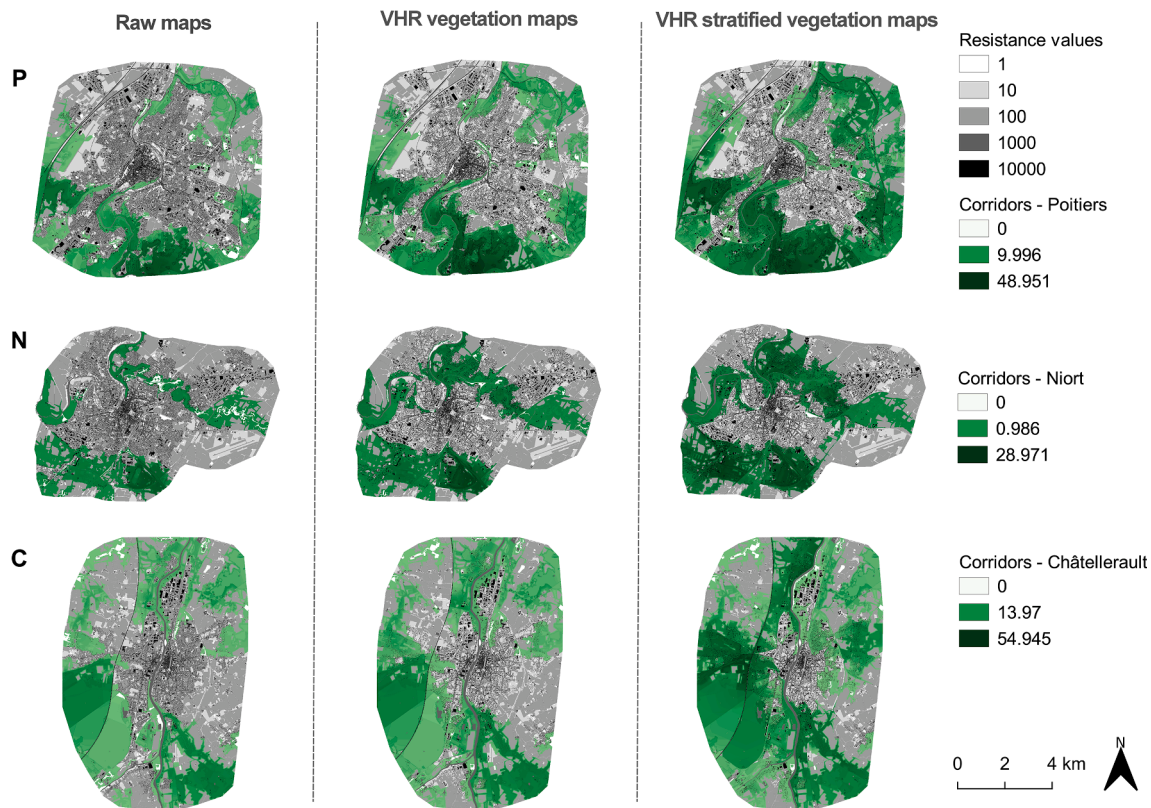 Raw maps
VHR vegetation maps
VHR stratified vegetation maps
P
N
C
Resistance values
1
10
100
1000
10000
Corridors - Poitiers
0
9.996
48.951
Corridors - Niort
0
0.986
28.971
Corridors - Châtellerault
0
13.97
54.945
N
0 2 4 km